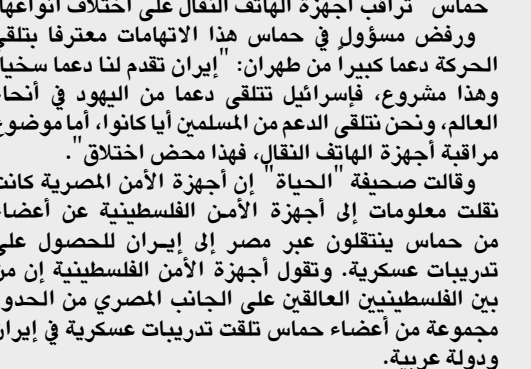 حماس" تراقب أجهزة الهاتف النقال على اختلاف أنواعها
ورفض مسؤول في حماس هذا الاتهامات معترفا بتلقي
الحركة دعما كبيراً من طهران: "إيران تقدم لنا دعما سخيا
وهذا مشروع، فإسرائيل تتلقى دعما من اليهود في أنحاء
العالم، ونحن نتلقى الدعم من المسلمين أيا كانوا، أما موضوع
مراقبة أجهزة الهاتف النقال، فهذا محض اختلاق".
وقالت صحيفة "الحياة" إن أجهزة الأمن المصرية كانت
نقلت معلومات إلى أجهزة الأمن الفلسطينية عن أعضاء
من حماس ينتقلون عبر مصر إلى إيران للحصول على
تدريبات عسكرية. وتقول أجهزة الأمن الفلسطينية إن من
بين الفلسطينيين العالقين على الجانب المصري من الحدود
مجموعة من أعضاء حماس تلقت تدريبات عسكرية في إيران
ودولة عربية.